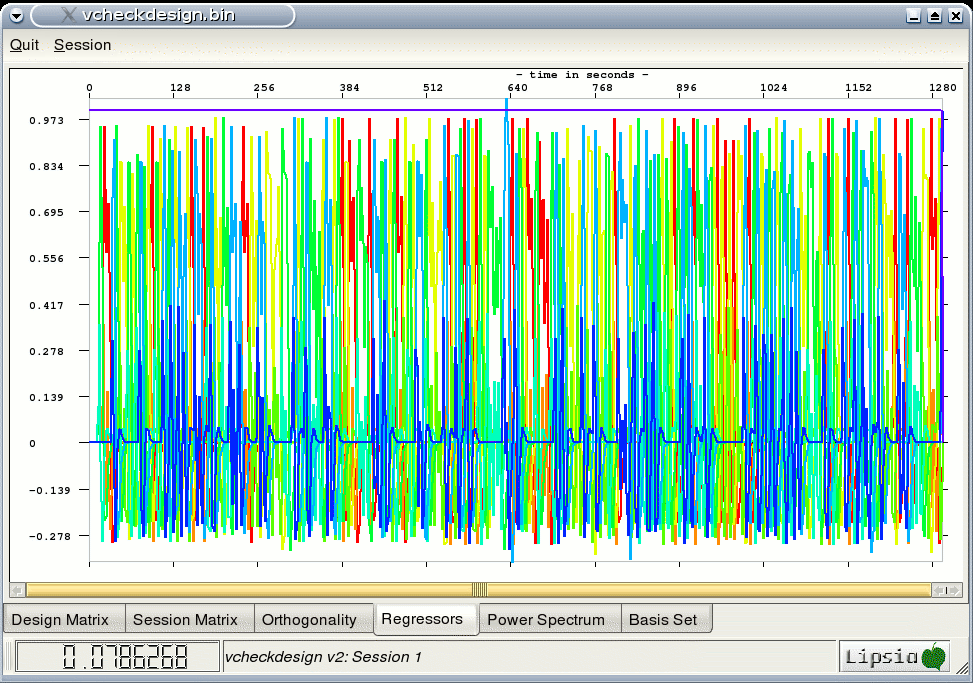 vcheckdesign.bin
Quit Session
- time in seconds -
0 128 256 384 512 640 768 896 1024 1152 1280
0.973
0.834
0.695
0.556
0.417
0.278
0.139
0
-0.139
-0.278
Design Matrix Session Matrix Orthogonality Regressors Power Spectrum Basis Set
0.0786268 vcheckdesign v2: Session 1 Lipsia